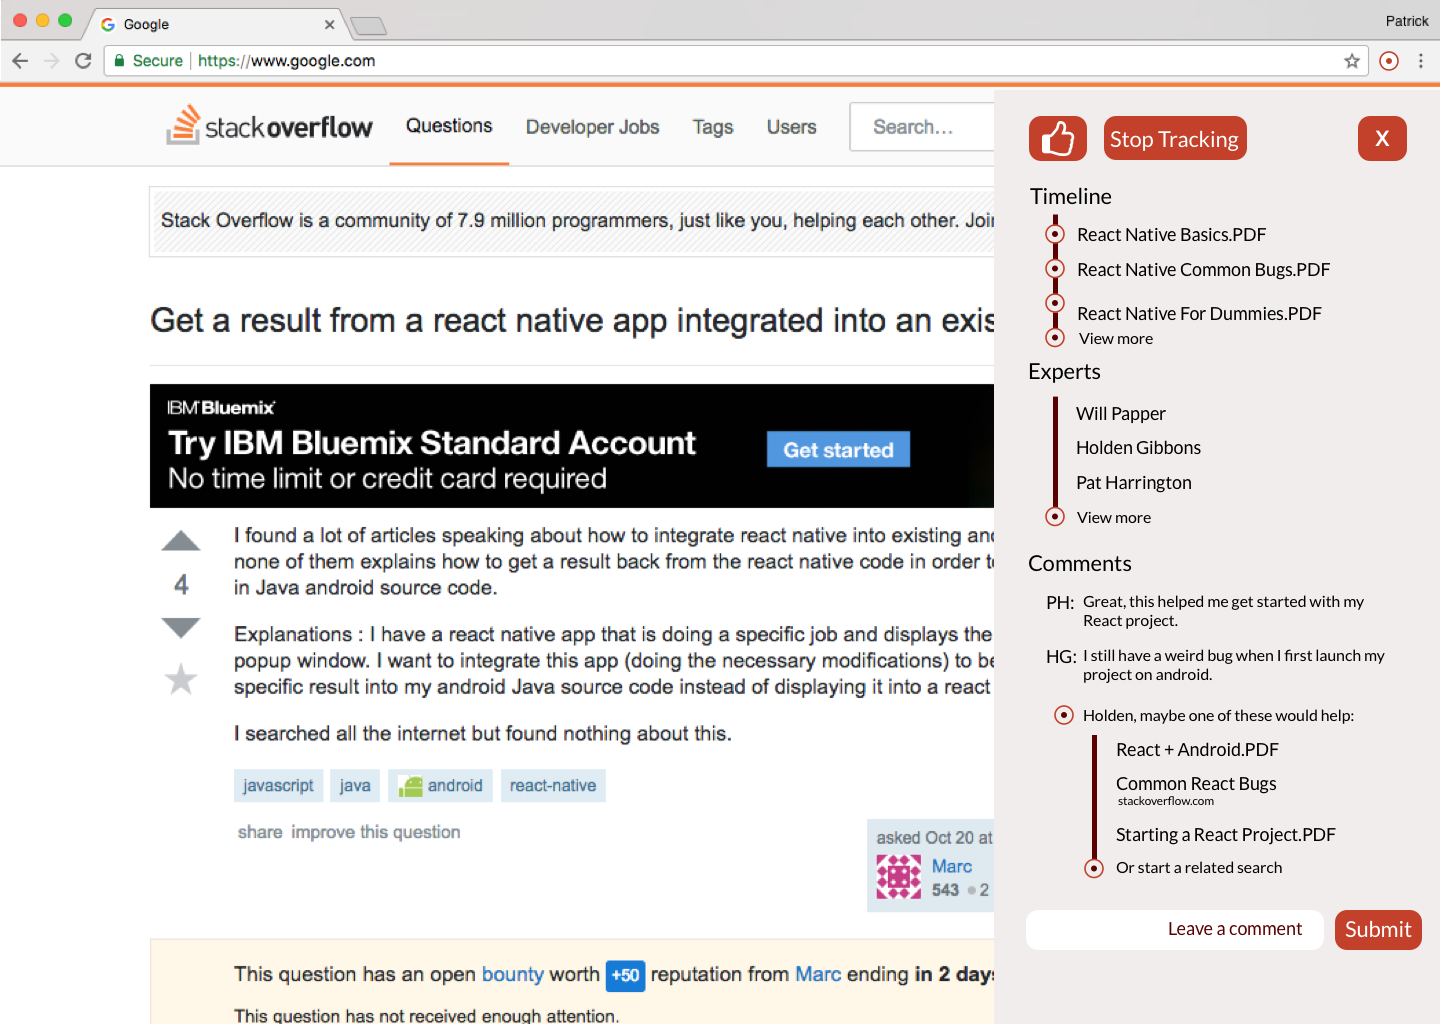 Google
Patrick
Secure
https://www.google.com
stackoverflow
Questions
Developer Jobs
Tags
Users
Search...
Stack Overflow is a community of 7.9 million programmers, just like you, helping each other.
Get a result from a react native app integrated into an
IBM Bluemix
Try IBM Bluemix Standard Account
No time limit or credit card required
Get started
4
I found a lot of articles speaking about how to integrate react native into existing
none of them explains how to get a result back from the react native code in order
in Java android source code.
Explanations : I have a react native app that is doing a specific job and displays the
popup window. I want to integrate this app (doing the necessary modifications) to
specific result into my android Java source code instead of displaying it into a react
I searched all the internet but found nothing about this.
javascript
java
android
react-native
share improve this question
asked Oct 20 at
Marc
543 2
This question has an open bounty worth +50 reputation from Marc ending in 2 days
This question has not received enough attention.
Stop Tracking
X
Timeline
React Native Basics.PDF
React Native Common Bugs.PDF
React Native For Dummies.PDF
View more
Experts
Will Papper
Holden Gibbons
Pat Harrington
View more
Comments
PH: Great, this helped me get started with my
React project.
HG: I still have a weird bug when I first launch my
project on android.
Holden, maybe one of these would help:
React + Android.PDF
Common React Bugs
stackoverflow.com
Starting a React Project.PDF
Or start a related search
Leave a comment
Submit